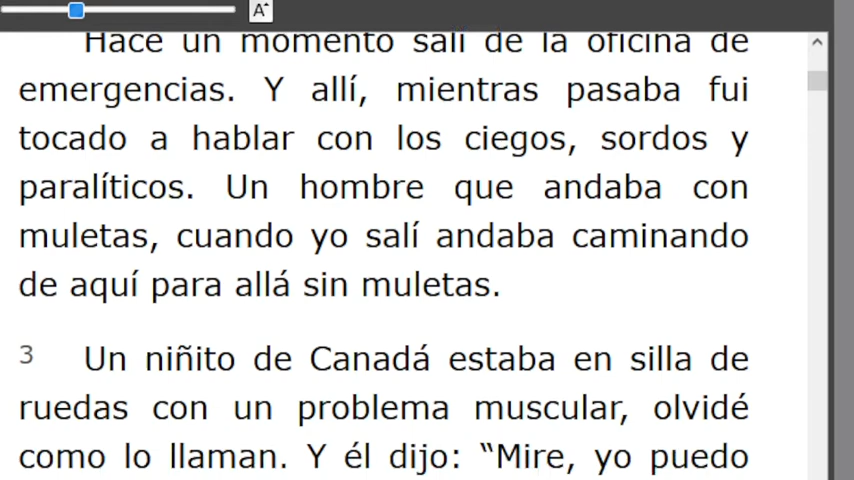 A
Hace un momento salí de la oficina de
emergencias. Y allí, mientras pasaba fui
tocado a hablar con los ciegos, sordos y
paralíticos. Un hombre que andaba con
muletas, cuando yo salí andaba caminando
de aquí para allá sin muletas.
3 Un niñito de Canadá estaba en silla de
ruedas con un problema muscular, olvidé
como lo llaman. Y él dijo: “Mire, yo puedo